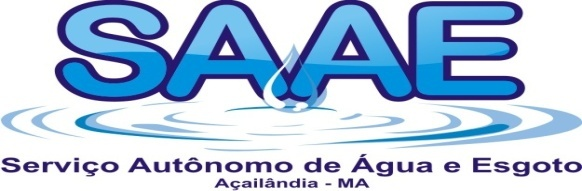 SAAE
Serviço Autônomo de Água e Esgoto
Açailândia - MA